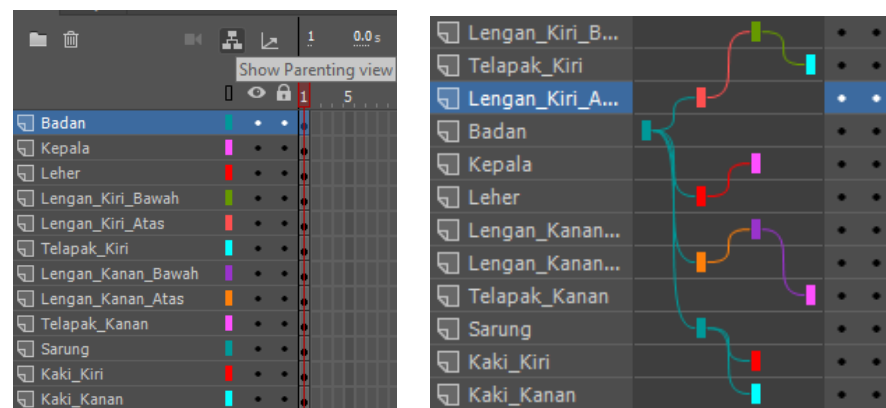 1 0.0 s
Show Parenting view
1 5
Badan
Kepala
Leher
Lengan_Kiri_Bawah
Lengan_Kiri_Atas
Telapak_Kiri
Lengan_Kanan_Bawah
Lengan_Kanan_Atas
Telapak_Kanan
Sarung
Kaki_Kiri
Kaki_Kanan
Lengan_Kiri_B...
Telapak_Kiri
Lengan_Kiri_A...
Badan
Kepala
Leher
Lengan_Kanan...
Lengan_Kanan...
Telapak_Kanan
Sarung
Kaki_Kiri
Kaki_Kanan